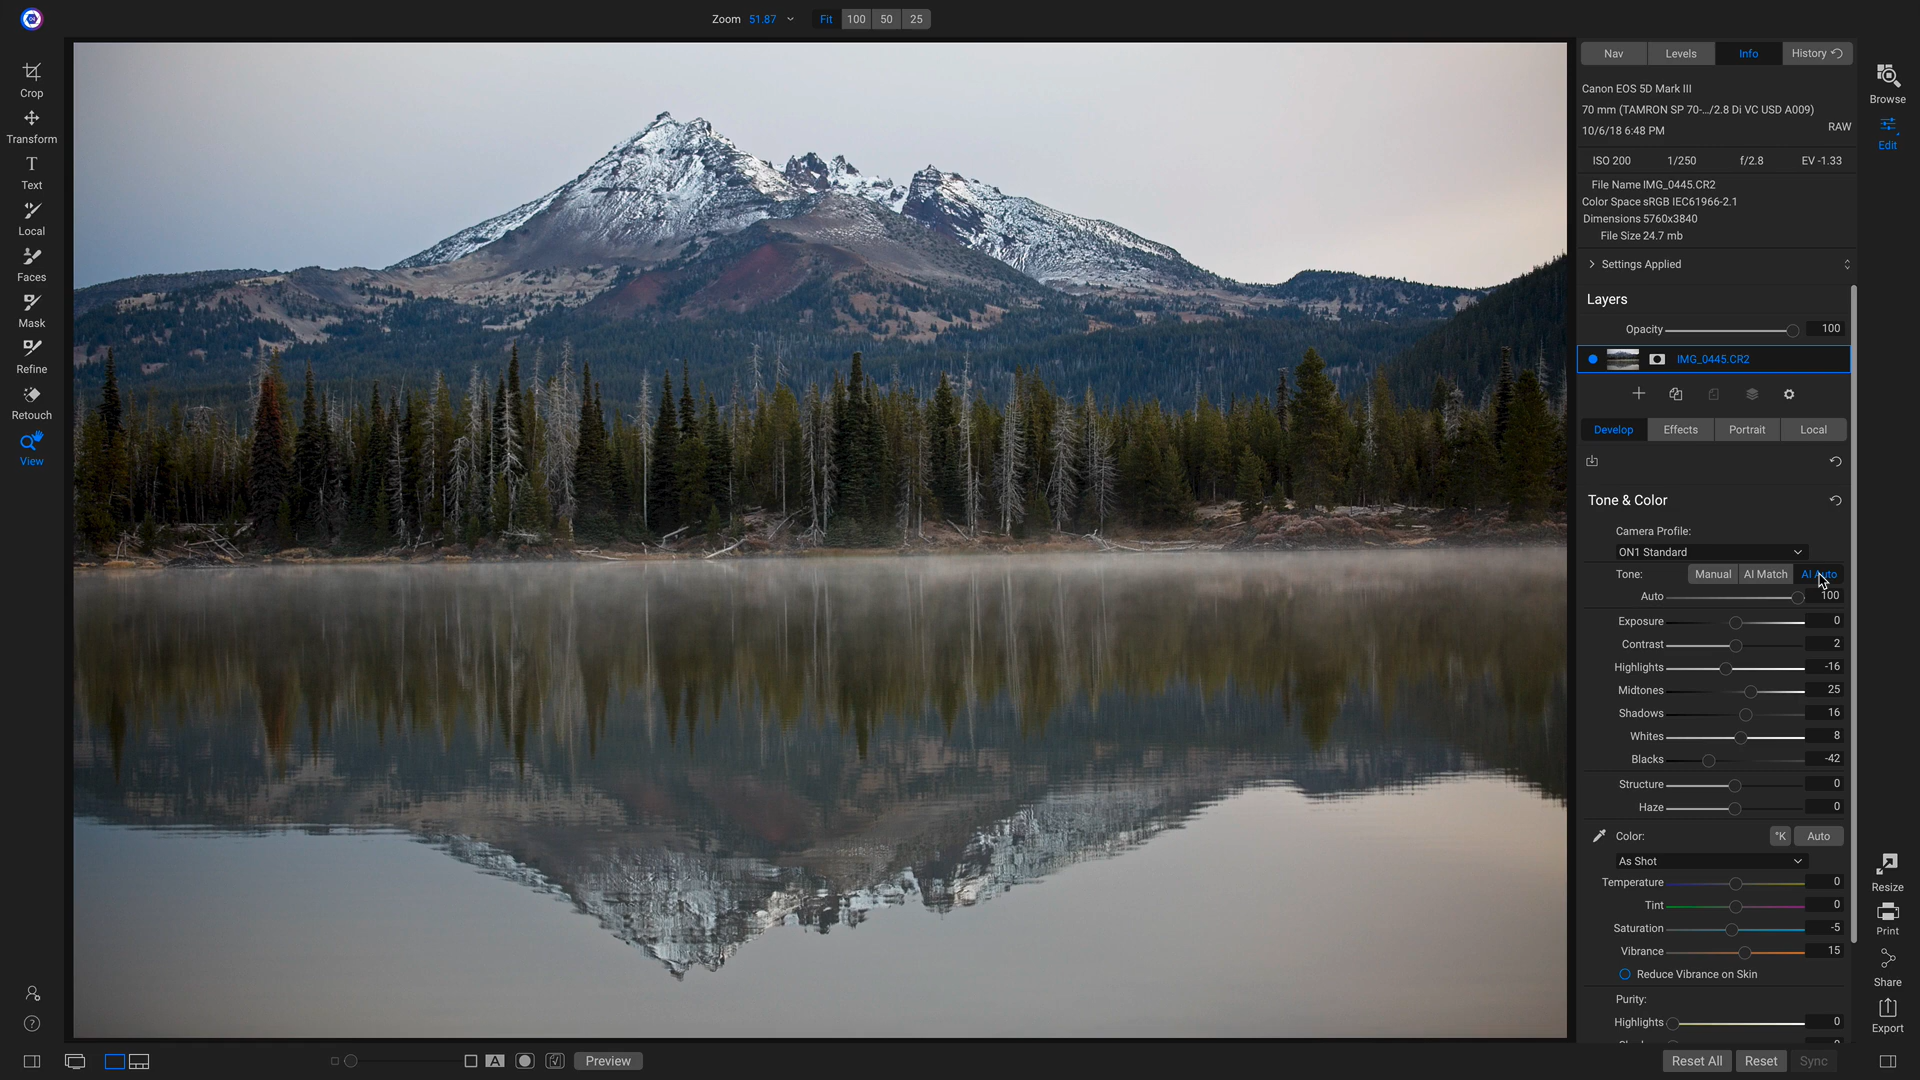 Zoom 51.87 Fit 100 50 25
Crop
Transform
Text
Local
Faces
Mask
Refine
Retouch
View
Nav Levels Info History
Canon EOS 5D Mark III
70 mm (TAMRON SP 70-.../2.8 Di VC USD A009)
10/6/18 6:48 PM RAW
ISO 200 1/250 f/2.8 EV -1.33
File Name IMG_0445.CR2
Color Space sRGB IEC61966-2.1
Dimensions 5760x3840
File Size 24.7 mb
Settings Applied
Layers
Opacity 100
IMG_0445.CR2
Develop Effects Portrait Local
Tone & Color
Camera Profile:
ON1 Standard
Tone: Manual AI Match AI Auto
Auto 100
Exposure 0
Contrast 2
Highlights -16
Midtones 25
Shadows 16
Whites 8
Blacks -42
Structure 0
Haze 0
Color: °K Auto
As Shot
Temperature 0
Tint 0
Saturation -5
Vibrance 15
Reduce Vibrance on Skin
Purity:
Highlights 0
Browse
Edit
Resize
Print
Share
Export
A Preview
Reset All Reset Sync